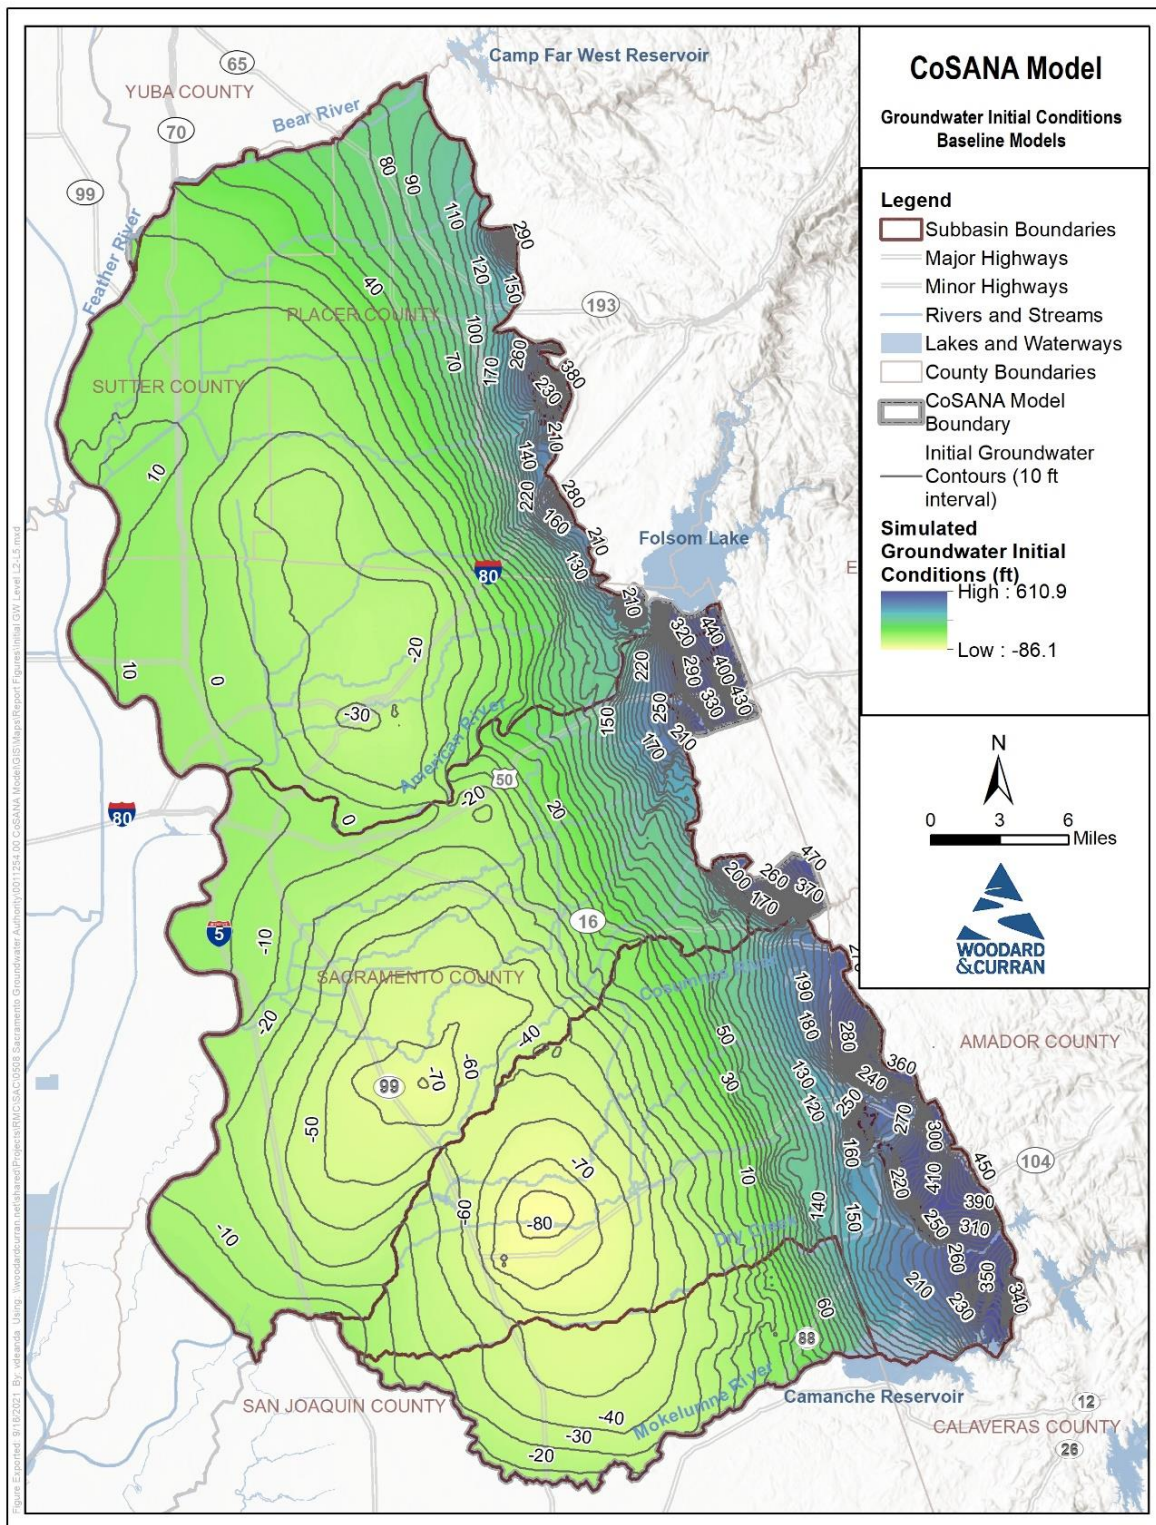 CoSANA Model
Groundwater Initial Conditions
Baseline Models
Legend
Subbasin Boundaries
Major Highways
Minor Highways
Rivers and Streams
Lakes and Waterways
County Boundaries
CoSANA Model
Boundary
Initial Groundwater
Contours (10 ft
interval)
Simulated
Groundwater Initial
Conditions (ft)
High : 610.9
Low : -86.1
N
0 3 6
Miles
WOODARD
&CURRAN
Camp Far West Reservoir
65
YUBA COUNTY
Bear River
70
99
Feather River
80
90
110
290
120
150
40
PLACER COUNTY
193
100
70
170
260
380
230
SUTTER COUNTY
210
140
10
220
280
160
210
Folsom Lake
130
80
E
210
320
440
-20
220
290
400
10
0
330
430
250
-30
150
American River
170
210
50
-20
20
80
0
470
200
260
370
170
16
5
-10
SACRAMENTO COUNTY
Cosumnes River
190
-20
180
280
-40
50
AMADOR COUNTY
360
-60
-70
99
30
130
240
120
250
270
-50
300
450
104
-70
160
410
10
220
390
-60
-80
140
150
250
310
-10
Dry Creek
260
350
210
340
230
60
88
Mokelumne River
Camanche Reservoir
SAN JOAQUIN COUNTY
-40
-30
-20
12
CALAVERAS COUNTY
26